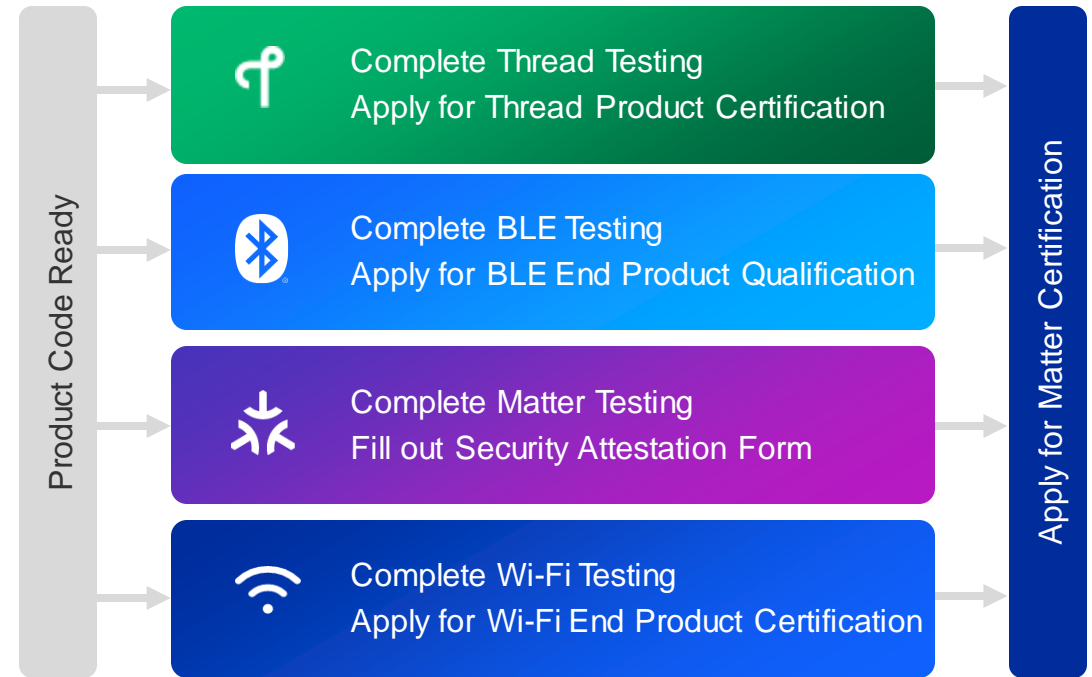 Product Code Ready
Complete Thread Testing
Apply for Thread Product Certification
Complete BLE Testing
Apply for BLE End Product Qualification
Complete Matter Testing
Fill out Security Attestation Form
Complete Wi-Fi Testing
Apply for Wi-Fi End Product Certification
Apply for Matter Certification